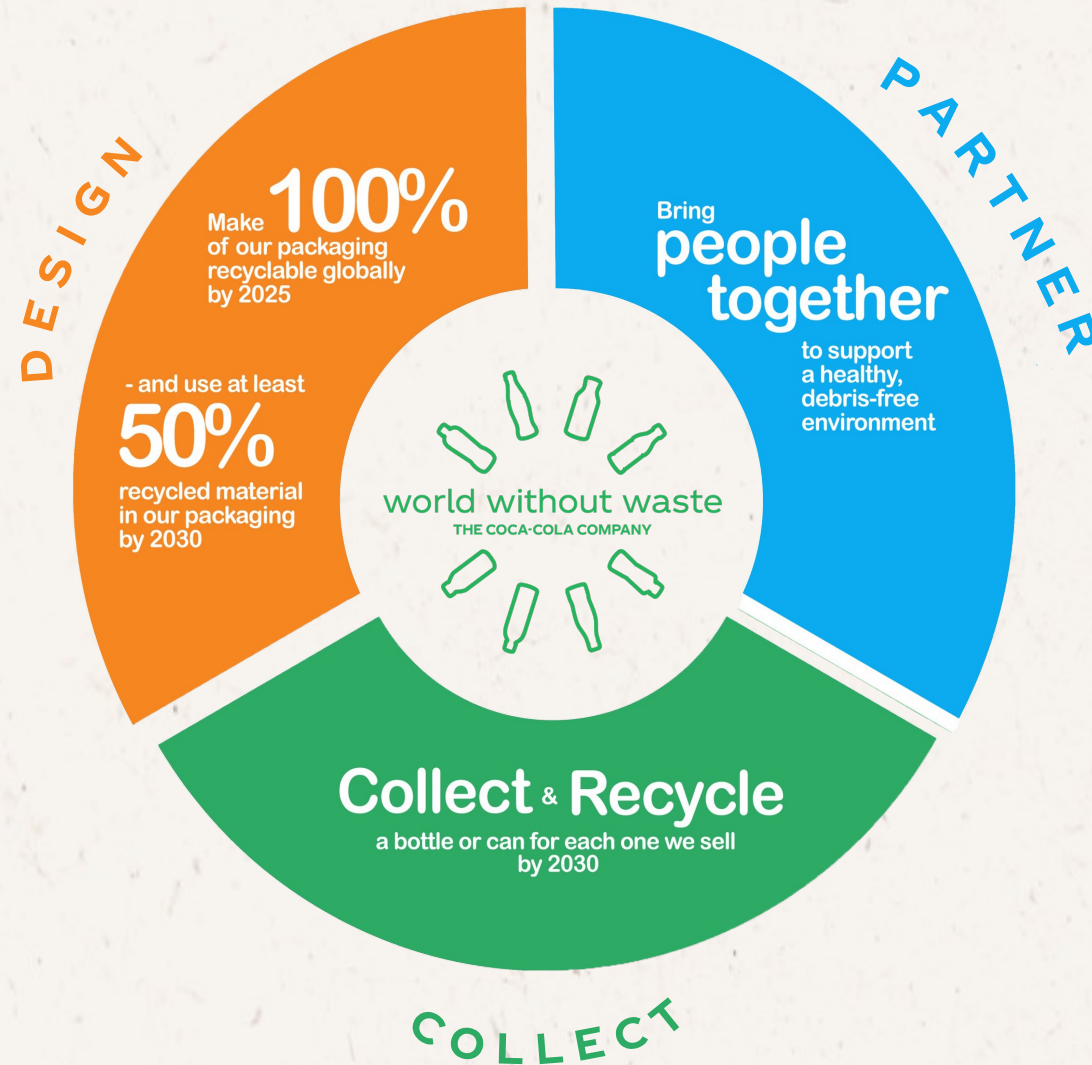 DESIGN
Make 100%
of our packaging
recyclable globally
by 2025
- and use at least
50%
recycled material
in our packaging
by 2030
PARTNER
Bring
people
together
to support
a healthy,
debris-free
environment
world without waste
THE COCA-COLA COMPANY
Collect & Recycle
a bottle or can for each one we sell
by 2030
COLLECT